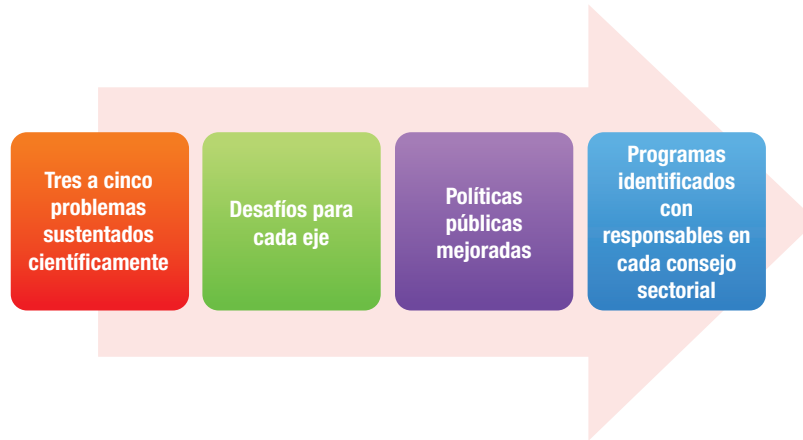 Tres a cinco
problemas
sustentados
científicamente
Desafíos para
cada eje
Políticas
públicas
mejoradas
Programas
identificados
con
responsables en
cada consejo
sectorial